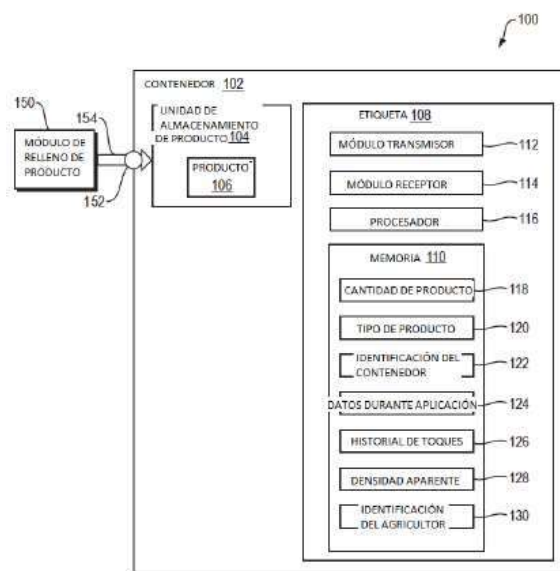 100
CONTENEDOR 102
150
154
MÓDULO DE
RELLENO DE
PRODUCTO
152
UNIDAD DE
ALMACENAMIENTO
DE PRODUCTO 104
PRODUCTO
106
ETIQUETA 108
MÓDULO TRANSMISOR
112
MÓDULO RECEPTOR
114
PROCESADOR
116
MEMORIA 110
CANTIDAD DE PRODUCTO
118
TIPO DE PRODUCTO
120
IDENTIFICACIÓN DEL
CONTENEDOR
122
DATOS DURANTE APLICACIÓN
124
HISTORIAL DE TOQUES
126
DENSIDAD APARENTE
128
IDENTIFICACIÓN
DEL AGRICULTOR
130